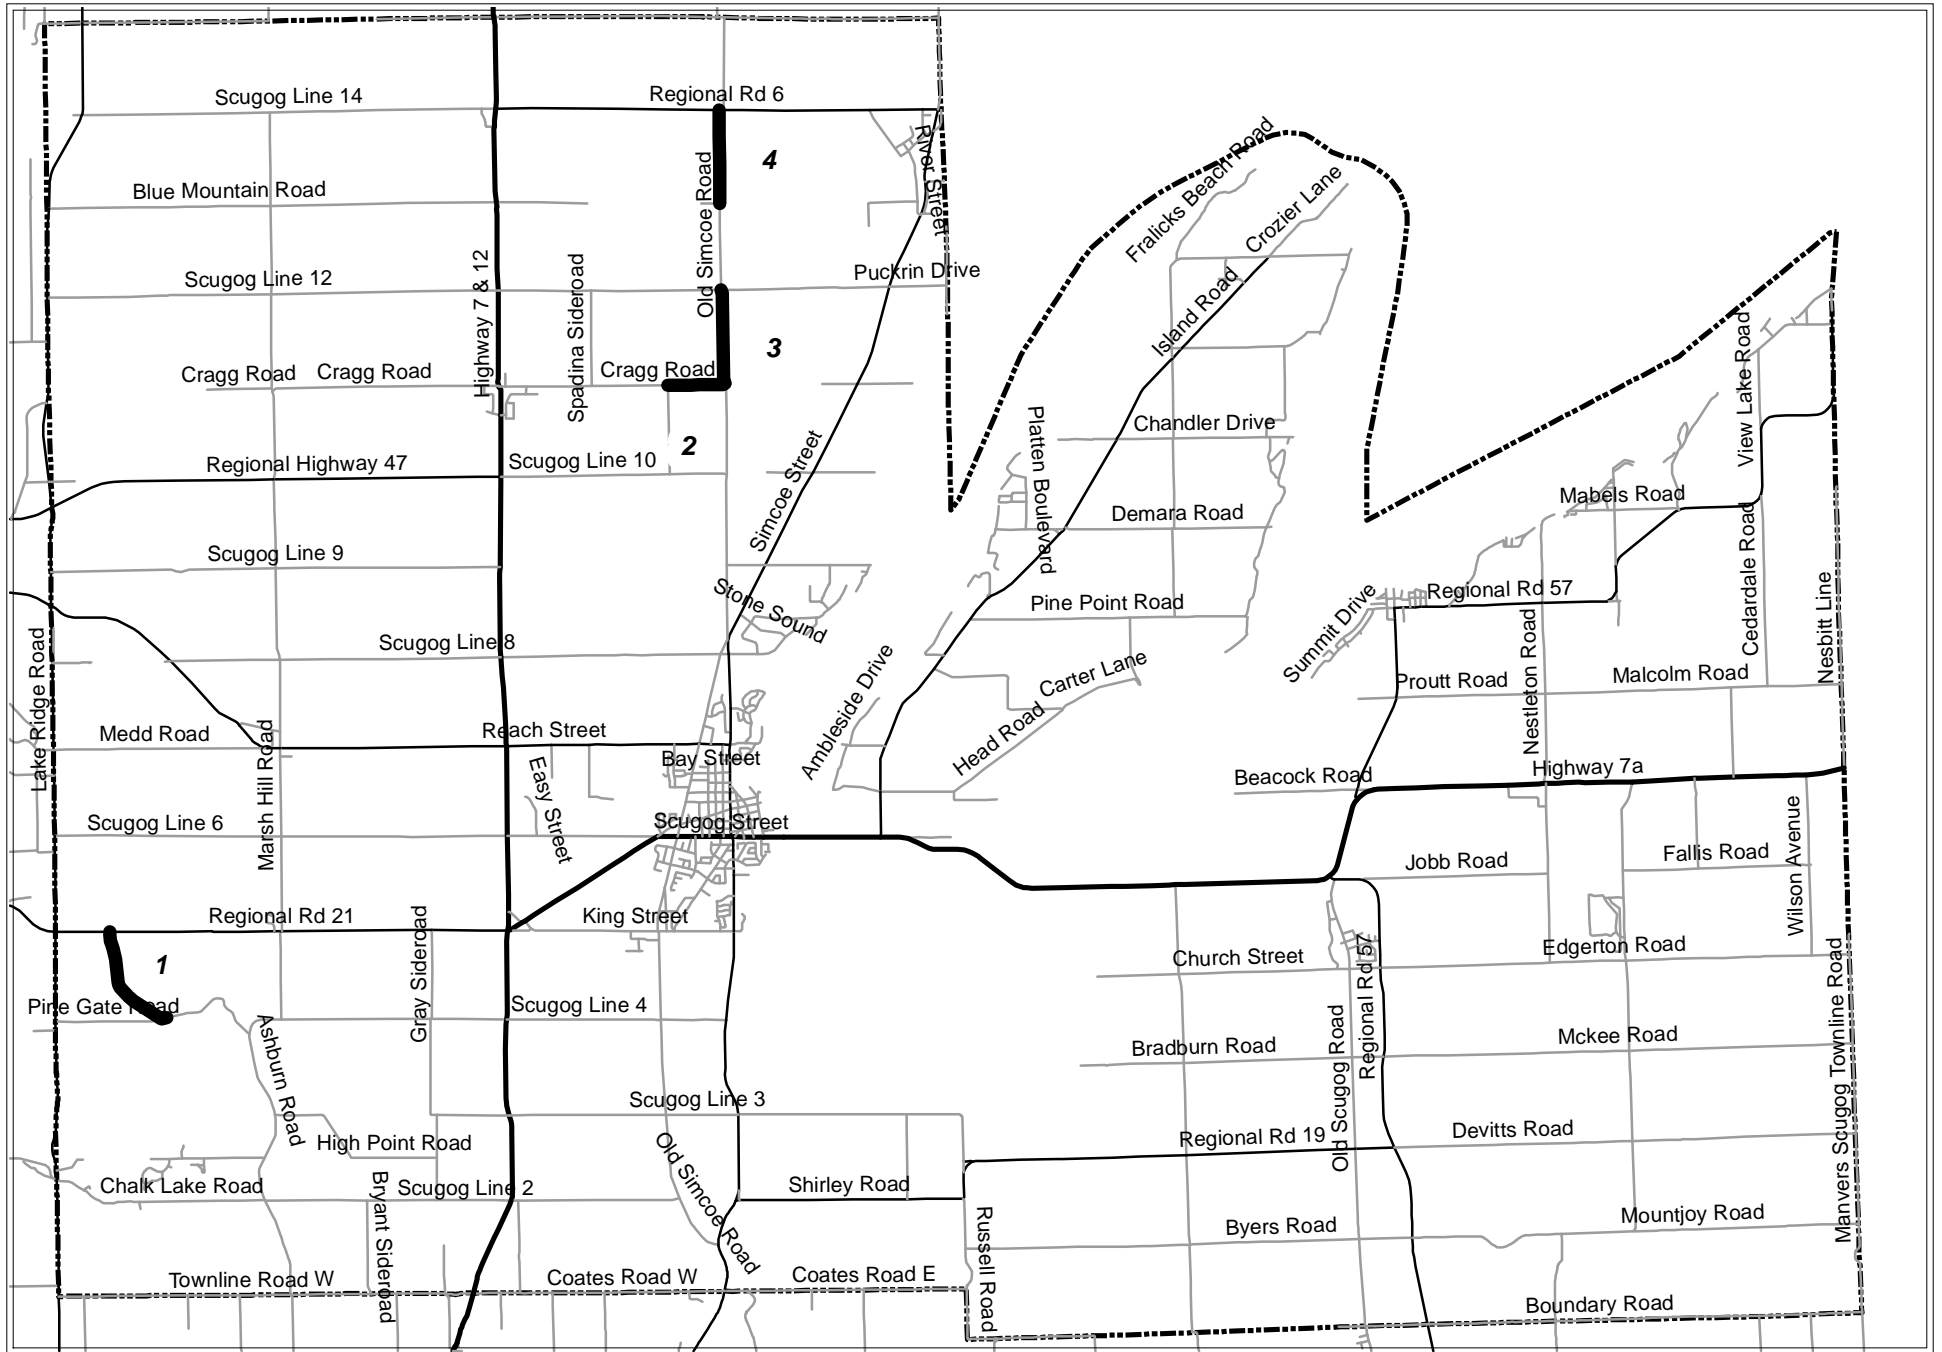 Scugog Line 14
Regional Rd 6
River Street
4
Old Simcoe Road
Blue Mountain Road
Fralicks Beach Road
Crozier Lane
Scugog Line 12
Highway 7 & 12
Spadina Sideroad
Puckrin Drive
Island Road
3
Cragg Road
Cragg Road
Cragg Road
View Lake Road
Platten Boulevard
Chandler Drive
2
Regional Highway 47
Scugog Line 10
Simcoe Street
Mabels Road
Demara Road
Cedardale Road
Scugog Line 9
Stone Sound
Pine Point Road
Summit Drive
Regional Rd 57
Nesbitt Line
Lake Ridge Road
Scugog Line 8
Ambleside Drive
Carter Lane
Proutt Road
Nestleton Road
Malcolm Road
Medd Road
Marsh Hill Road
Reach Street
Bay Street
Easy Street
Head Road
Beacock Road
Highway 7a
Scugog Line 6
Scugog Street
Jobb Road
Fallis Road
Wilson Avenue
Regional Rd 21
Gray Sideroad
King Street
1
Church Street
Regional Rd 57
Edgerton Road
Manvers Scugog Townline Road
Pine Gate Road
Ashburn Road
Scugog Line 4
Old Scugog Road
Bradburn Road
Mckee Road
Scugog Line 3
High Point Road
Old Simcoe Road
Regional Rd 19
Devitts Road
Chalk Lake Road
Bryant Sideroad
Scugog Line 2
Shirley Road
Russell Road
Byers Road
Mountjoy Road
Townline Road W
Coates Road W
Coates Road E
Boundary Road